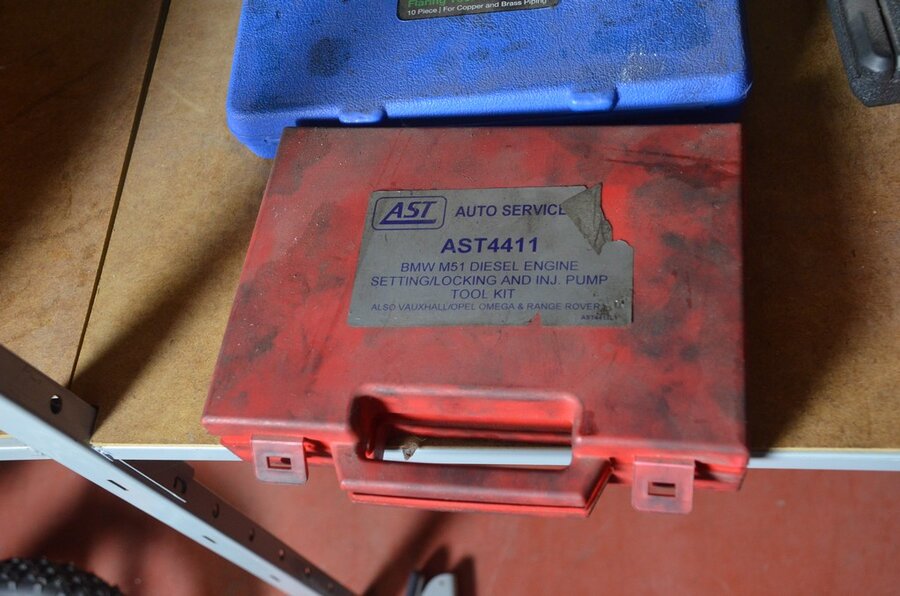 10 Piece | For Copper and Brass Piping
AST AUTO SERVICE
AST4411
BMW M51 DIESEL ENGINE
SETTING/LOCKING AND INJ. PUMP
TOOL KIT
ALSO VAUXHALL/OPEL OMEGA & RANGE ROVER